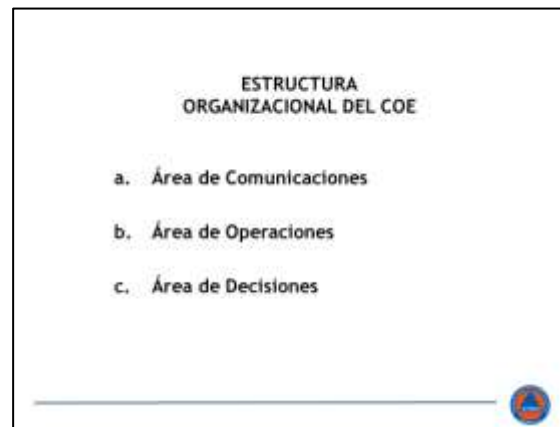 ESTRUCTURA
ORGANIZACIONAL DEL COE
a. Área de Comunicaciones
b. Área de Operaciones
c. Área de Decisiones